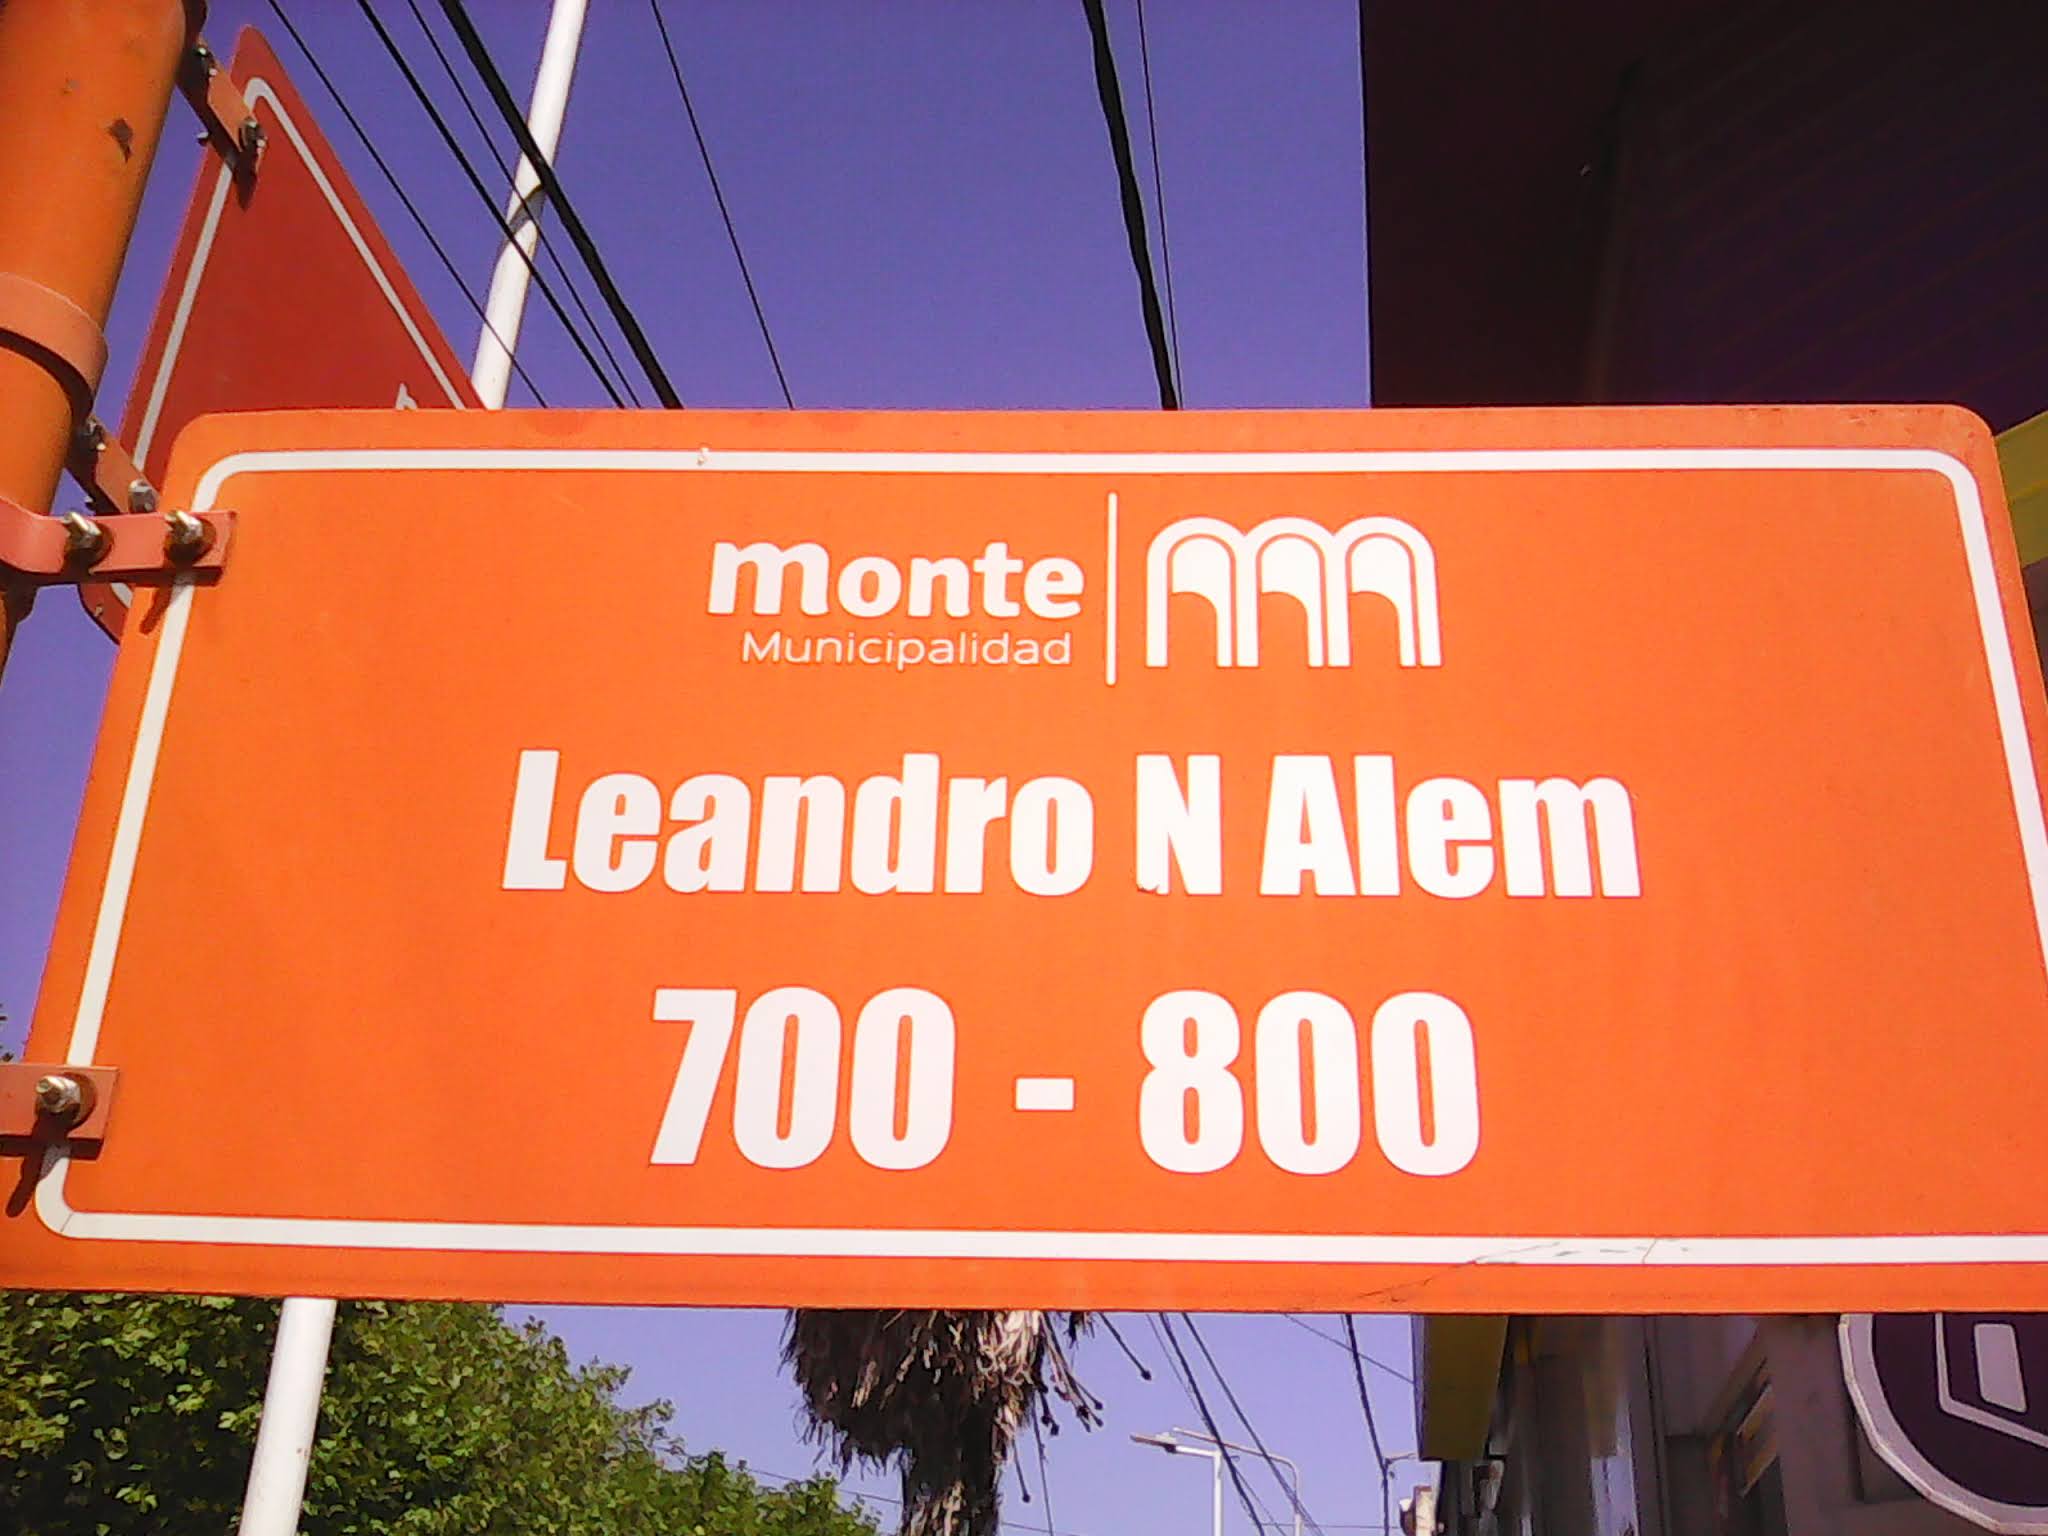 monte
Municipalidad
Leandro N Alem
700 - 800